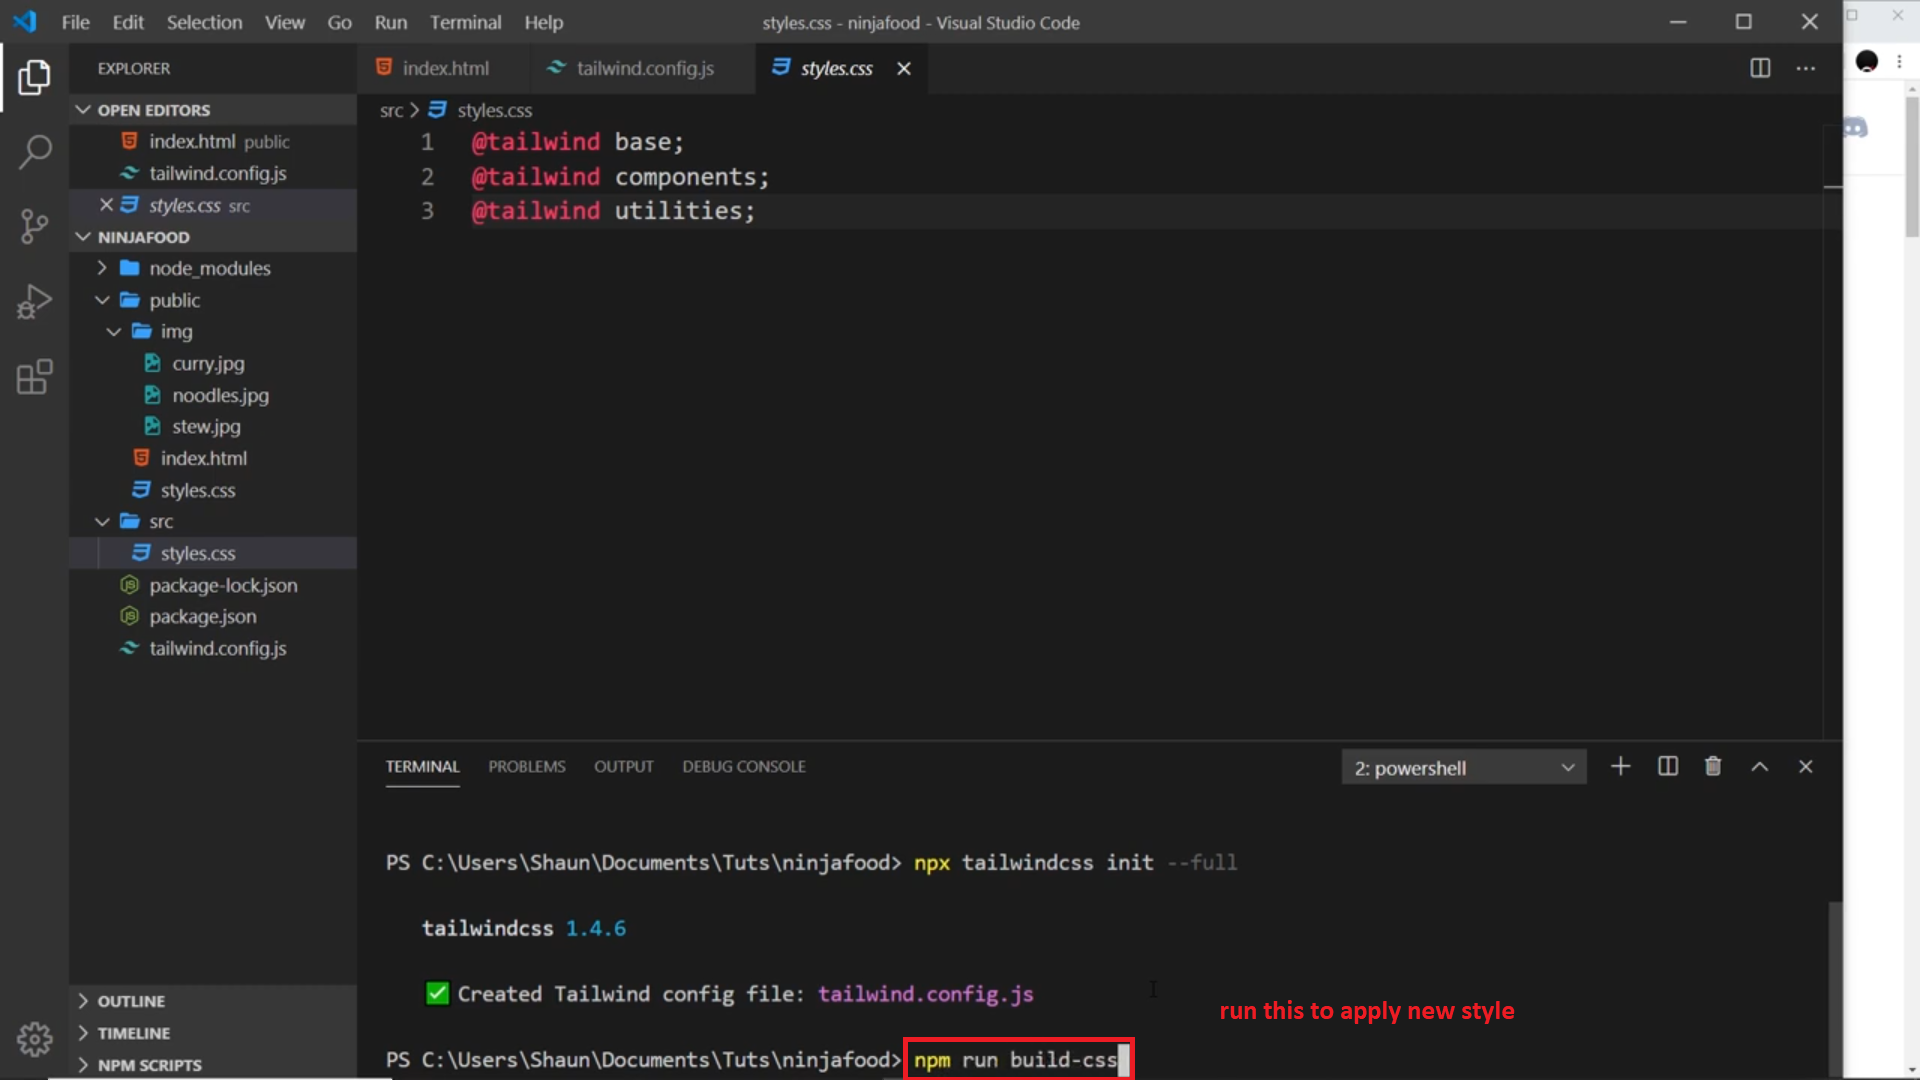 File Edit Selection View Go Run Terminal Help
styles.css - ninjafood - Visual Studio Code
EXPLORER
index.html
tailwind.config.js
styles.css
OPEN EDITORS
index.html public
tailwind.config.js
styles.css src
NINJAFOOD
node_modules
public
img
curry.jpg
noodles.jpg
stew.jpg
index.html
styles.css
src
styles.css
package-lock.json
package.json
tailwind.config.js
OUTLINE
TIMELINE
NPM SCRIPTS
src > styles.css
1 @tailwind base;
2 @tailwind components;
3 @tailwind utilities;
TERMINAL PROBLEMS OUTPUT DEBUG CONSOLE
2: powershell
PS C:\Users\Shaun\Documents\Tuts\ninjafood> npx tailwindcss init --full
tailwindcss 1.4.6
✅ Created Tailwind config file: tailwind.config.js
run this to apply new style
PS C:\Users\Shaun\Documents\Tuts\ninjafood> npm run build-css